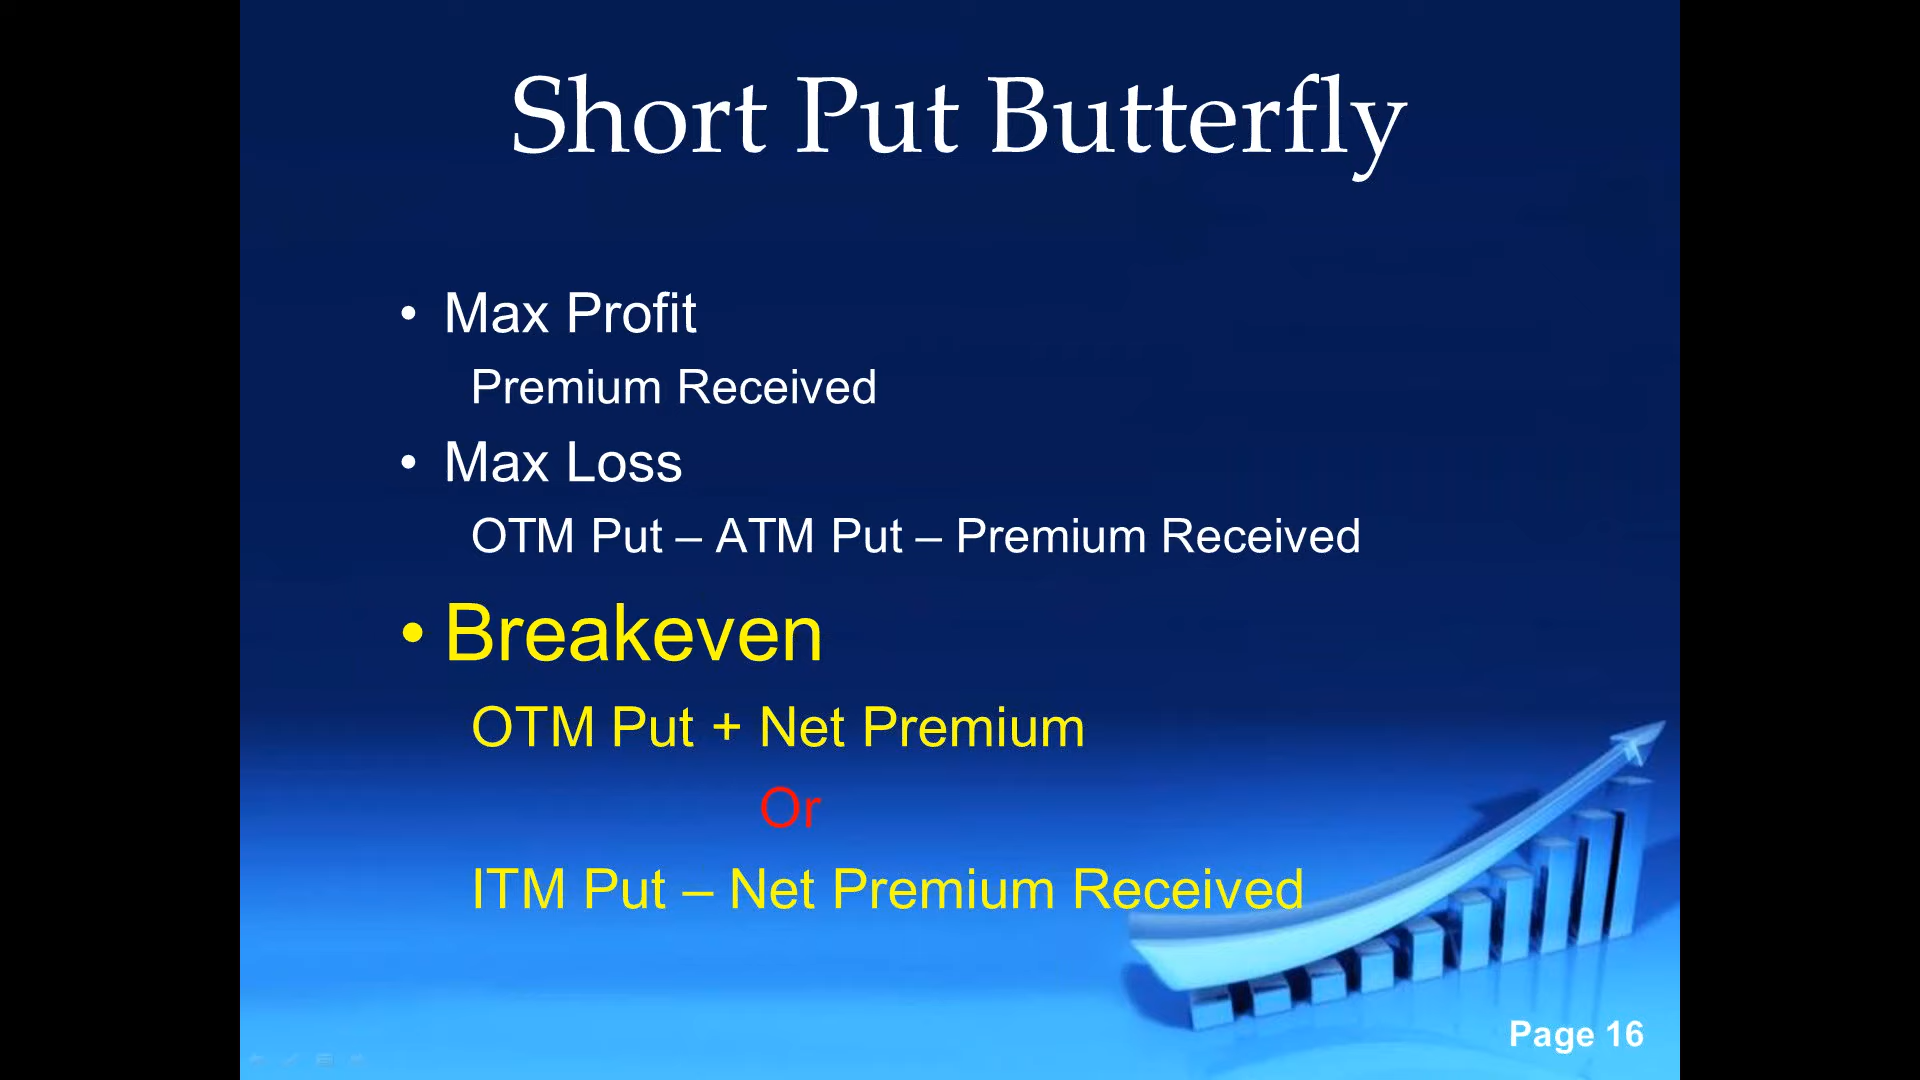 Short Put Butterfly
• Max Profit
Premium Received
• Max Loss
OTM Put – ATM Put – Premium Received
• Breakeven
OTM Put + Net Premium
Or
ITM Put – Net Premium Received
Page 16